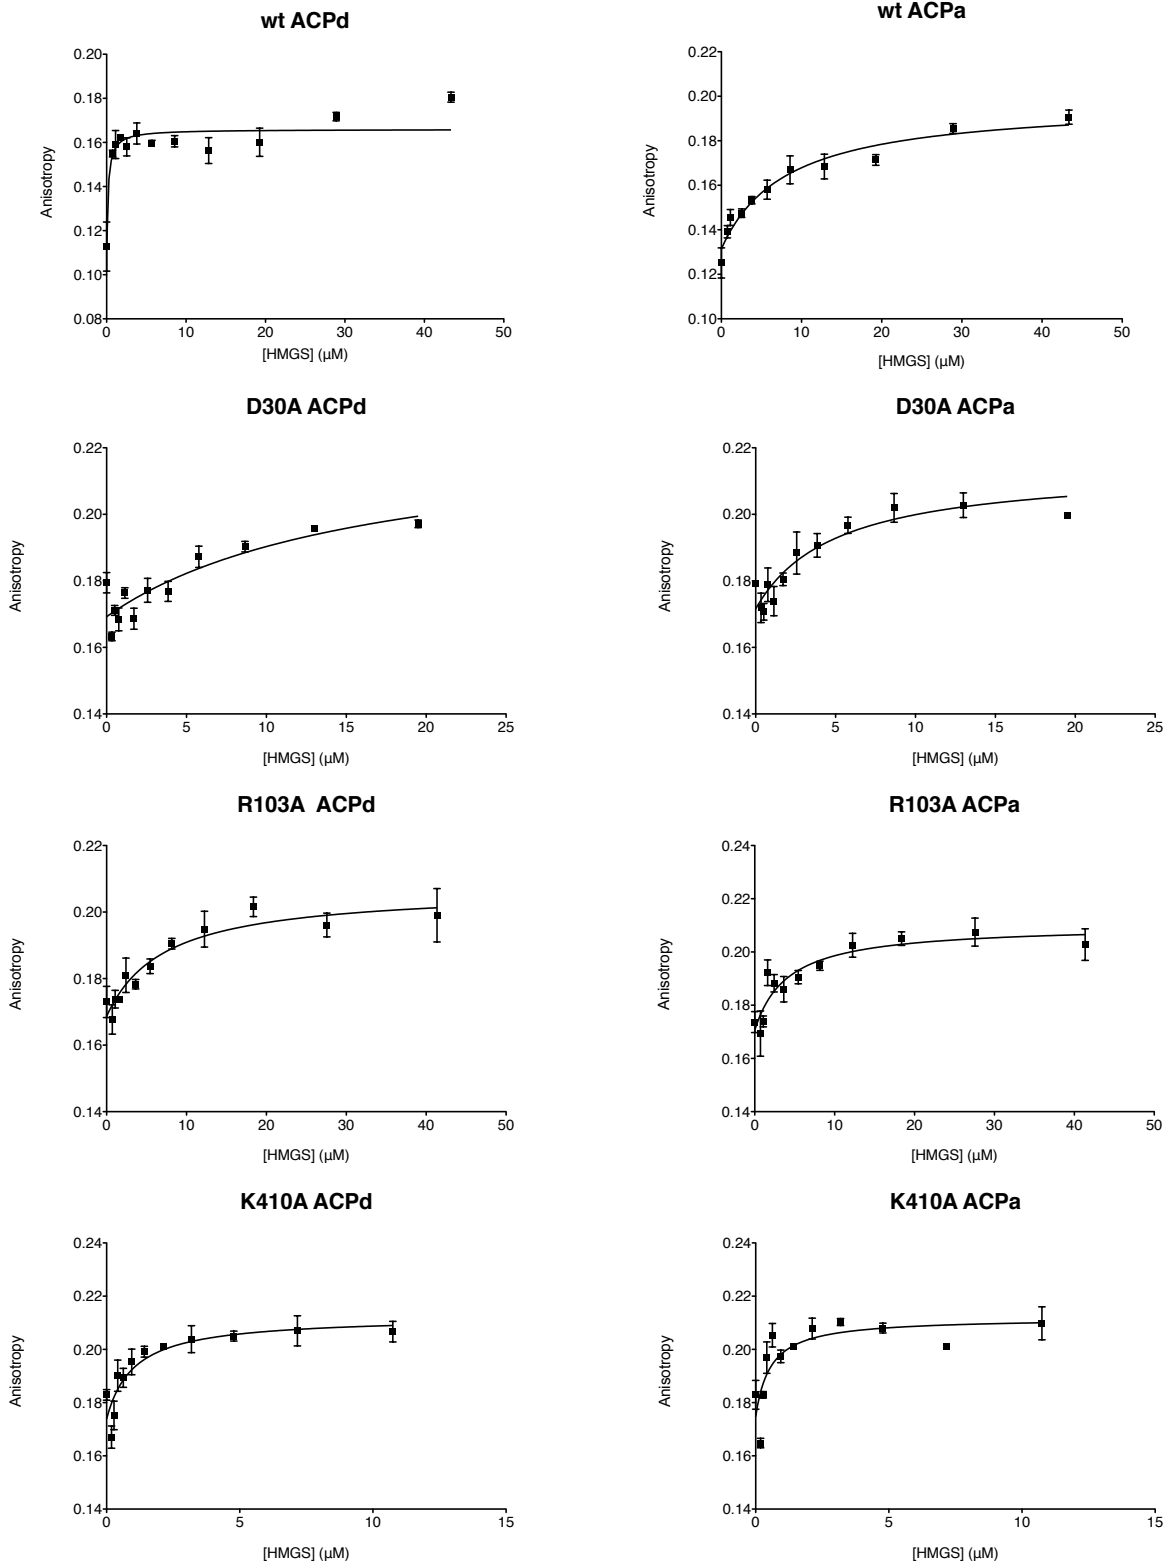 wt ACPd
wt ACPa
0.20
0.18
0.16
0.14
0.12
0.10
0.08
Anisotropy
0 10 20 30 40 50
[HMGS] (µM)
0.22
0.20
0.18
0.16
0.14
0.12
0.10
Anisotropy
0 10 20 30 40 50
[HMGS] (µM)
D30A ACPd
D30A ACPa
0.22
0.20
0.18
0.16
0.14
Anisotropy
0 5 10 15 20 25
[HMGS] (µM)
0.22
0.20
0.18
0.16
0.14
Anisotropy
0 5 10 15 20 25
[HMGS] (µM)
R103A ACPd
R103A ACPa
0.22
0.20
0.18
0.16
0.14
Anisotropy
0 10 20 30 40 50
[HMGS] (µM)
0.24
0.22
0.20
0.18
0.16
0.14
Anisotropy
0 10 20 30 40 50
[HMGS] (µM)
K410A ACPd
K410A ACPa
0.24
0.22
0.20
0.18
0.16
0.14
Anisotropy
0 5 10 15
[HMGS] (µM)
0.24
0.22
0.20
0.18
0.16
0.14
Anisotropy
0 5 10 15
[HMGS] (µM)